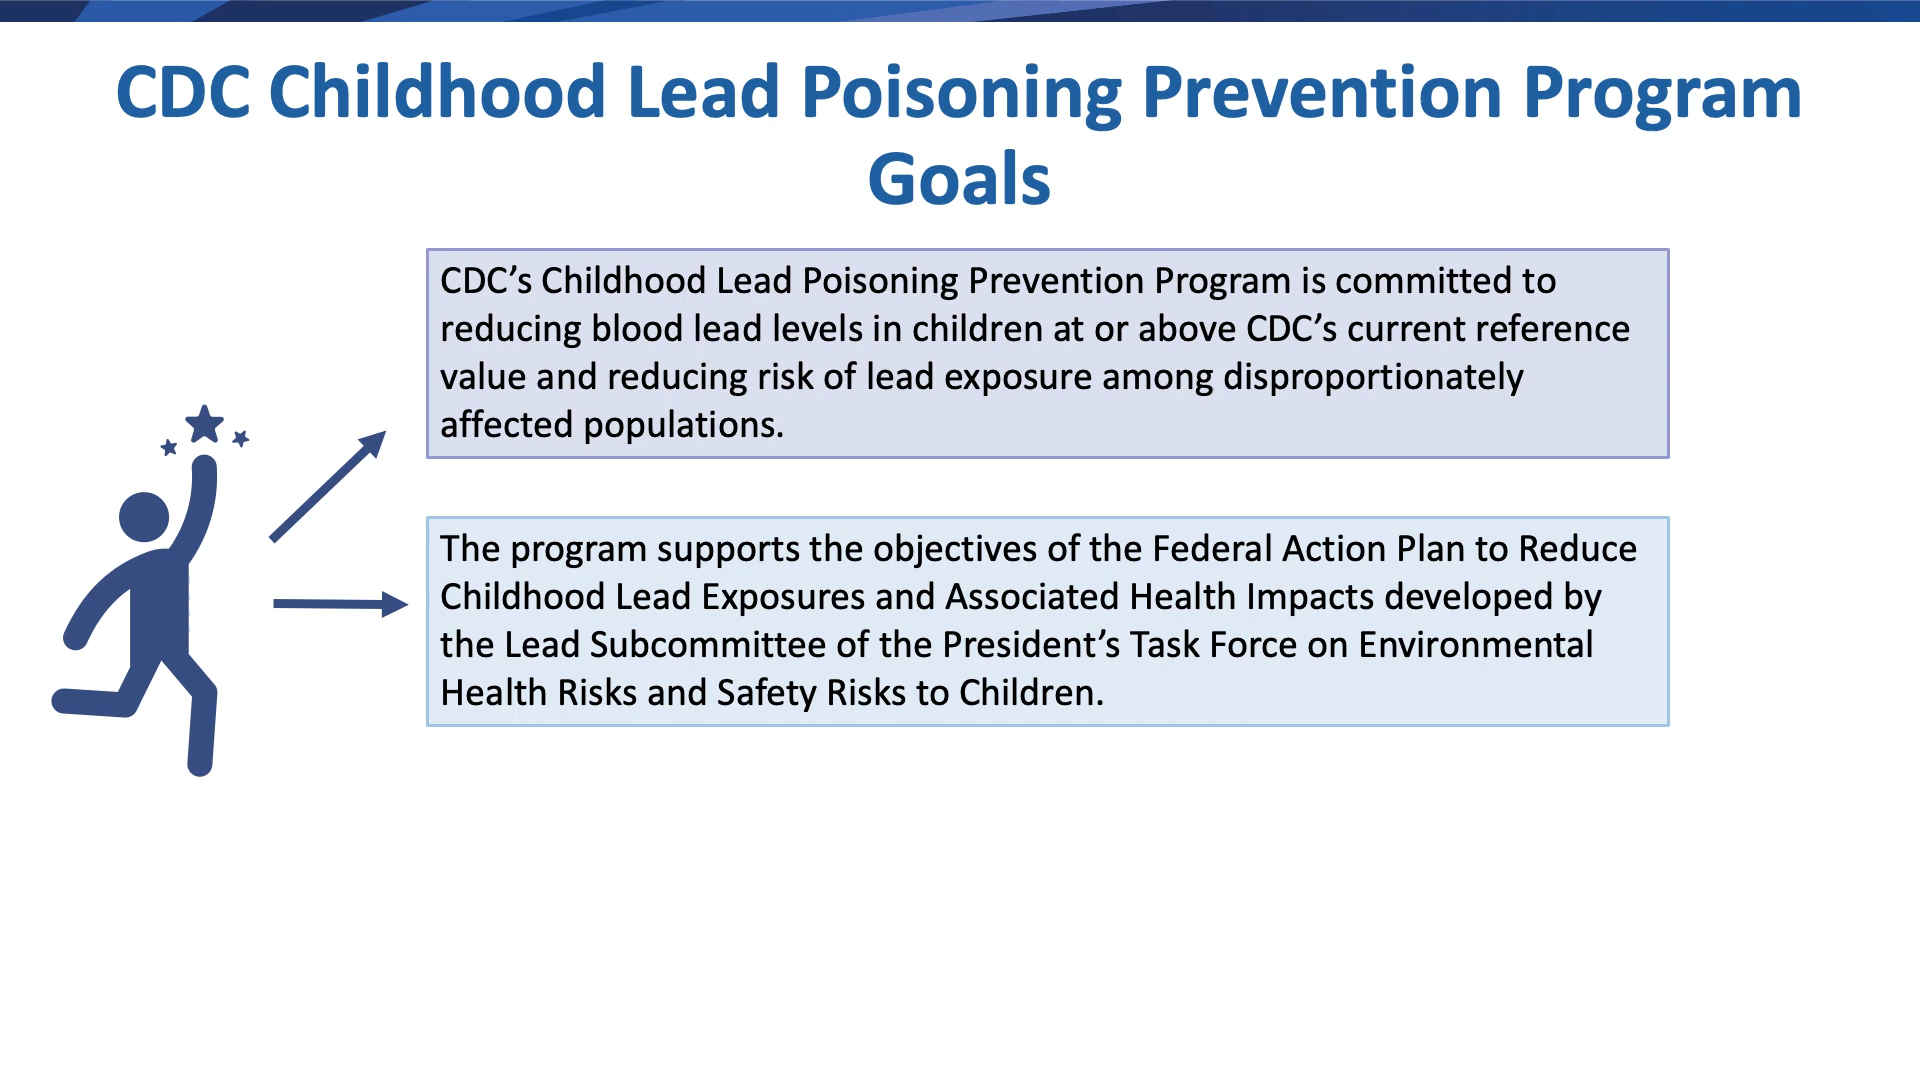 CDC Childhood Lead Poisoning Prevention Program
Goals
CDC’s Childhood Lead Poisoning Prevention Program is committed to
reducing blood lead levels in children at or above CDC’s current reference
value and reducing risk of lead exposure among disproportionately
affected populations.
The program supports the objectives of the Federal Action Plan to Reduce
Childhood Lead Exposures and Associated Health Impacts developed by
the Lead Subcommittee of the President’s Task Force on Environmental
Health Risks and Safety Risks to Children.